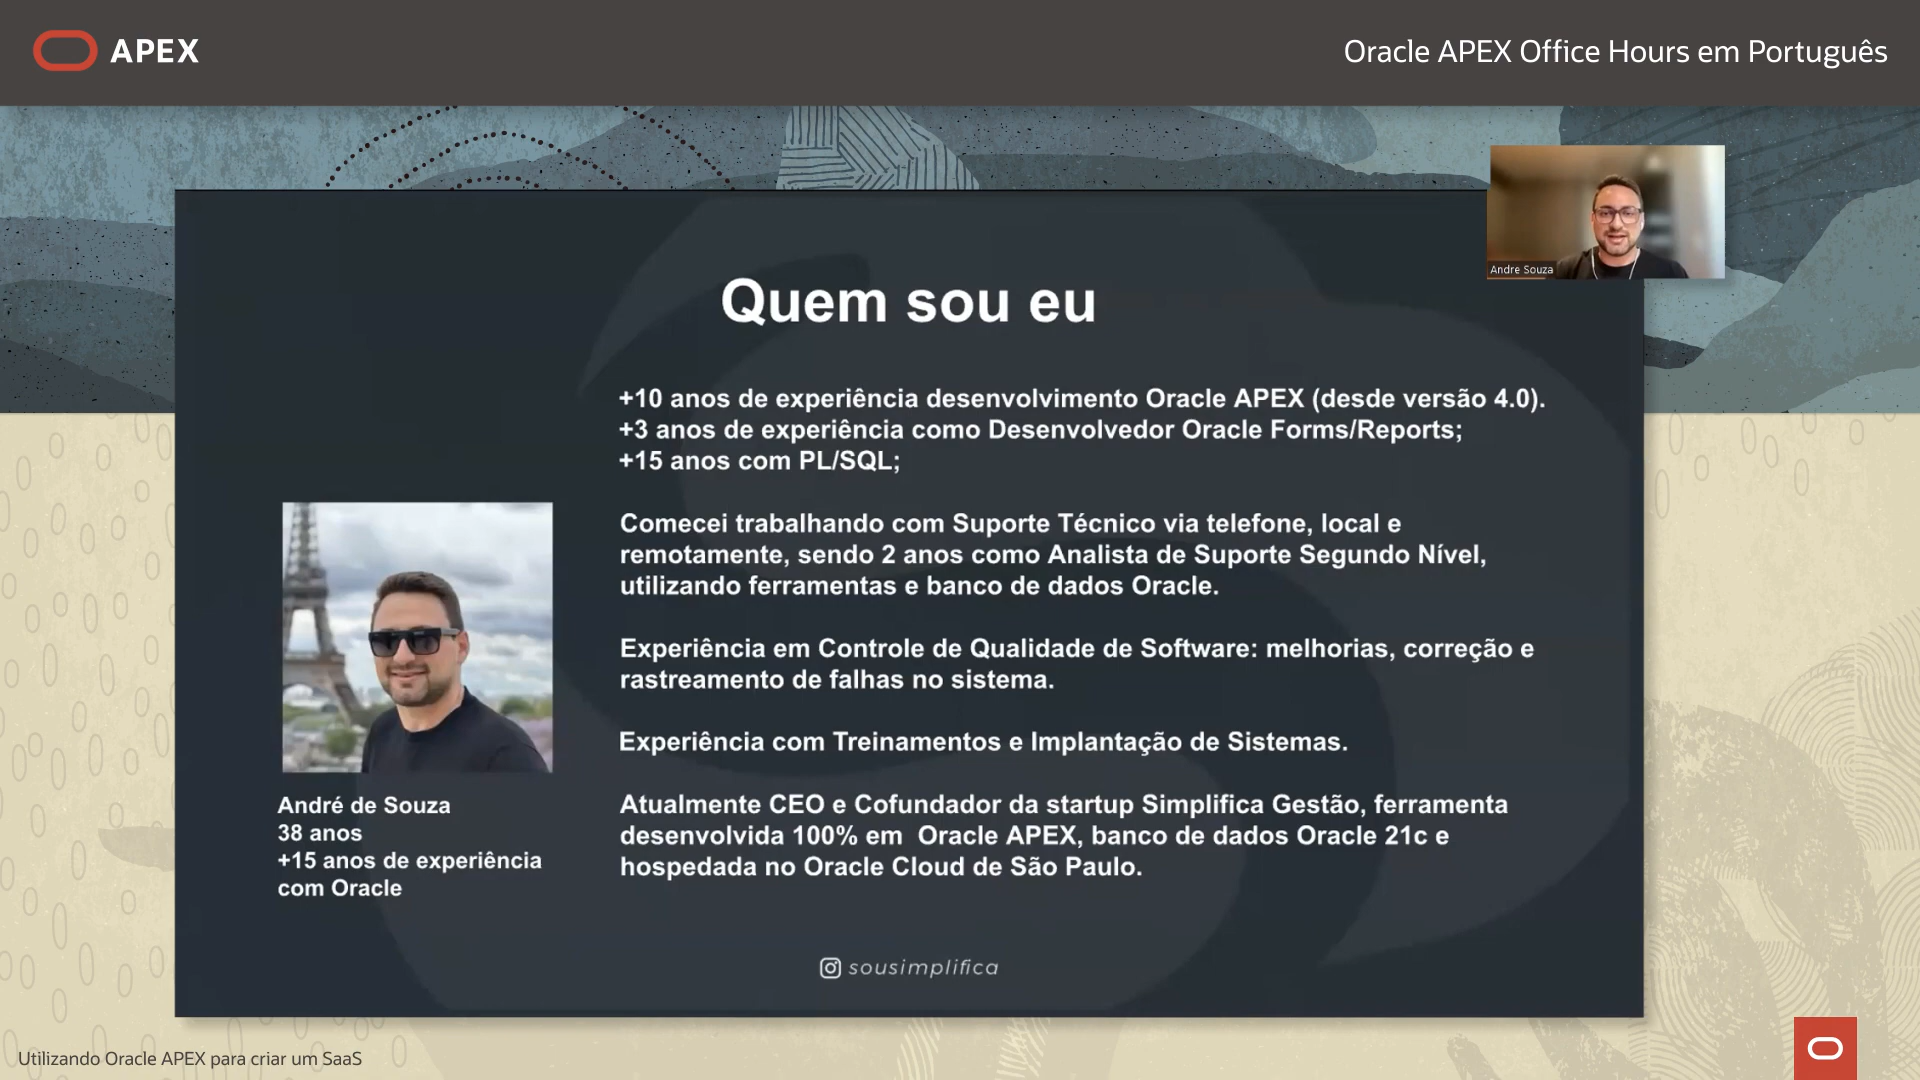 APEX
Oracle APEX Office Hours em Português
Andre Souza
Quem sou eu
+10 anos de experiência desenvolvimento Oracle APEX (desde versão 4.0).
+3 anos de experiência como Desenvolvedor Oracle Forms/Reports;
+15 anos com PL/SQL;
Comecei trabalhando com Suporte Técnico via telefone, local e
remotamente, sendo 2 anos como Analista de Suporte Segundo Nível,
utilizando ferramentas e banco de dados Oracle.
Experiência em Controle de Qualidade de Software: melhorias, correção e
rastreamento de falhas no sistema.
Experiência com Treinamentos e Implantação de Sistemas.
Atualmente CEO e Cofundador da startup Simplifica Gestão, ferramenta
desenvolvida 100% em  Oracle APEX, banco de dados Oracle 21c e
hospedada no Oracle Cloud de São Paulo.
André de Souza
38 anos
+15 anos de experiência
com Oracle
sousimplifica
Utilizando Oracle APEX para criar um SaaS